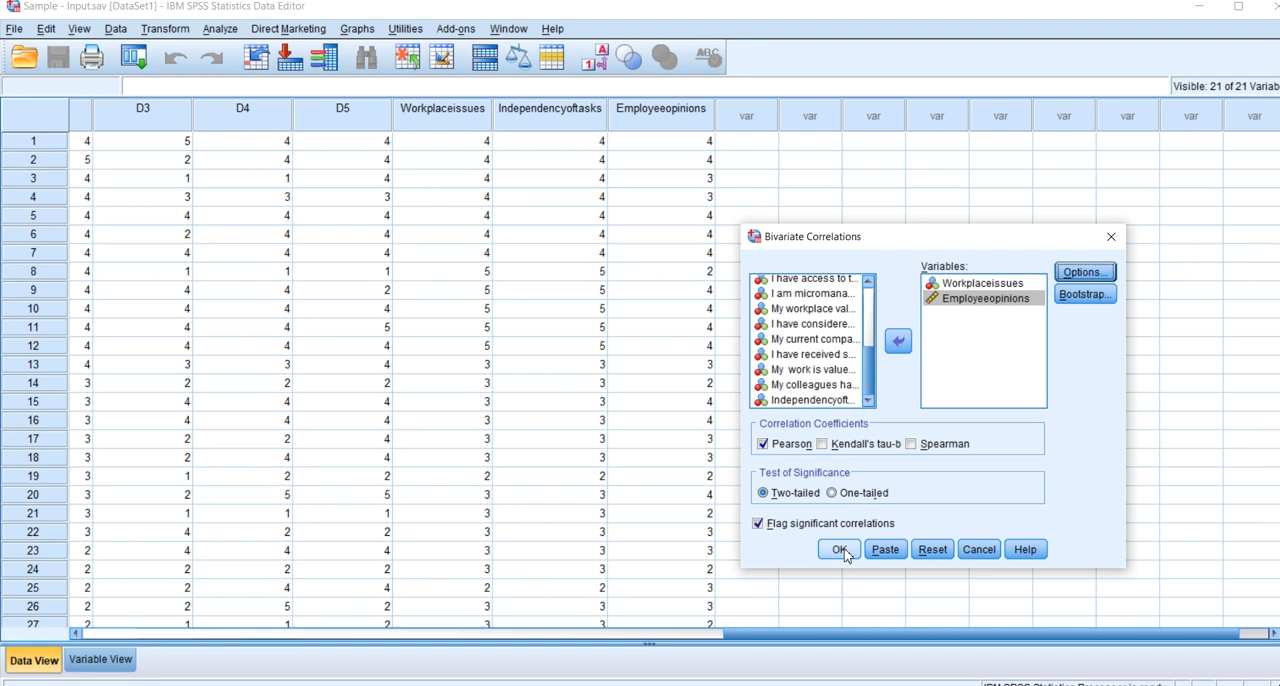 Sample - Input.sav [DataSet1] - IBM SPSS Statistics Data Editor
File Edit View Data Transform Analyze Direct Marketing Graphs Utilities Add-ons Window Help
Visible: 21 of 21 Variab
D3 D4 D5 Workplaceissues Independencyoftasks Employeeopinions var var var var var var var var var
1 4 5 4 4 4 4 4
2 5 2 4 4 4 4 4
3 4 1 1 4 4 4 3
4 4 3 3 3 4 4 3
5 4 4 4 4 4 4 4
6 4 2 4 4 4 4 4
7 4 4 4 4 4 4 4
8 4 1 1 1 5 5 2
9 4 4 4 2 5 5 4
10 4 4 4 4 5 5 4
11 4 4 4 5 5 5 4
12 4 4 4 4 5 5 4
13 4 3 3 4 3 3 4
14 3 2 2 2 3 3 2
15 3 4 4 4 3 3 4
16 3 4 4 4 3 3 4
17 3 2 2 4 3 3 3
18 3 2 4 4 3 3 3
19 3 1 2 2 2 2 2
20 3 2 5 5 3 3 4
21 3 1 1 1 3 3 2
22 3 4 2 2 3 3 3
23 2 4 4 4 3 3 3
24 2 2 2 2 3 3 2
25 2 2 4 4 2 2 3
26 2 2 5 2 3 3 3
27 2 1 1 2 3 3 2
Bivariate Correlations
I have access to t...
I am micromana...
My workplace val...
I have considere...
My current compa...
I have received s...
My work is value...
My colleagues ha...
Independencyoft...
Variables:
Workplaceissues
Employeeopinions
Options...
Bootstrap...
Correlation Coefficients
Pearson Kendall's tau-b Spearman
Test of Significance
Two-tailed One-tailed
Flag significant correlations
OK Paste Reset Cancel Help
Data View Variable View